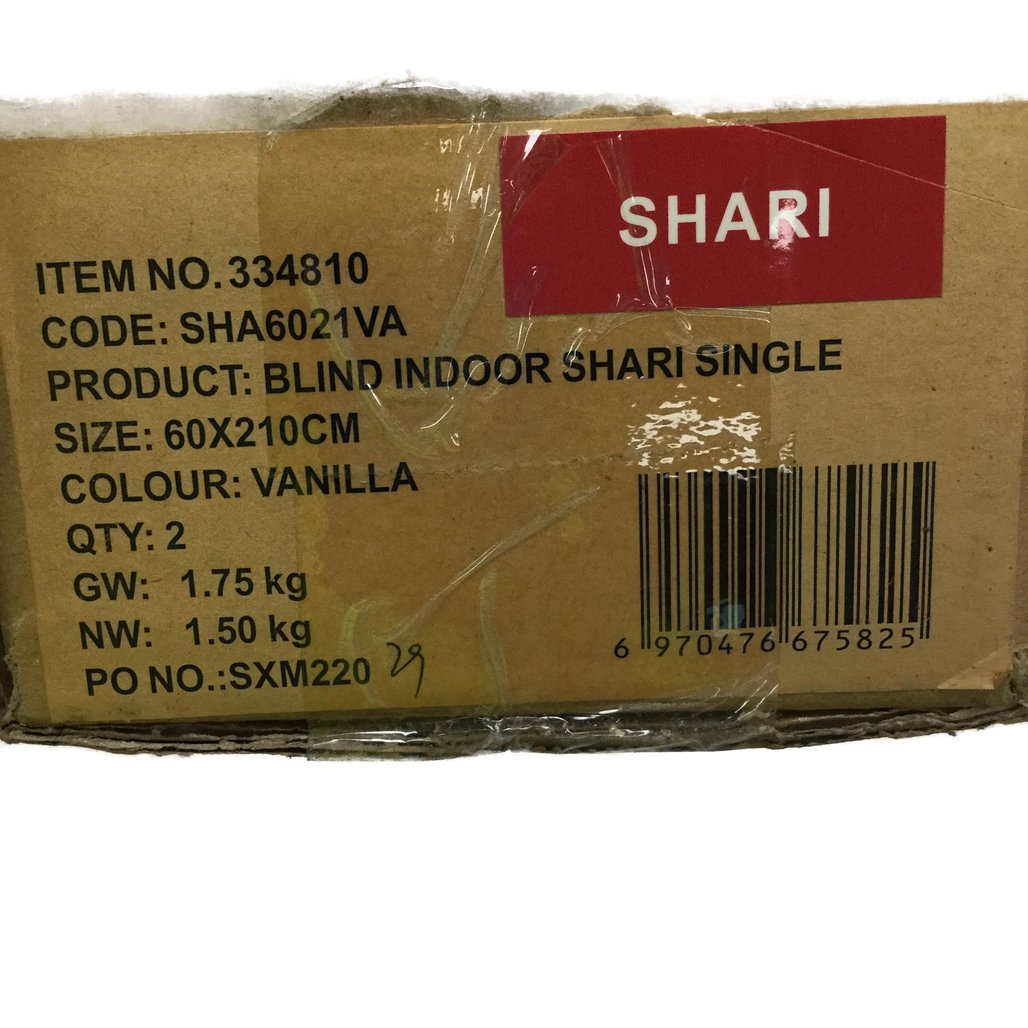 SHARI
ITEM NO. 334810
CODE: SHA6021VA
PRODUCT: BLIND INDOOR SHARI SINGLE
SIZE: 60X210CM
COLOUR: VANILLA
QTY: 2
GW: 1.75 kg
NW: 1.50 kg
PO NO.:SXM220 29
6 970476 675825